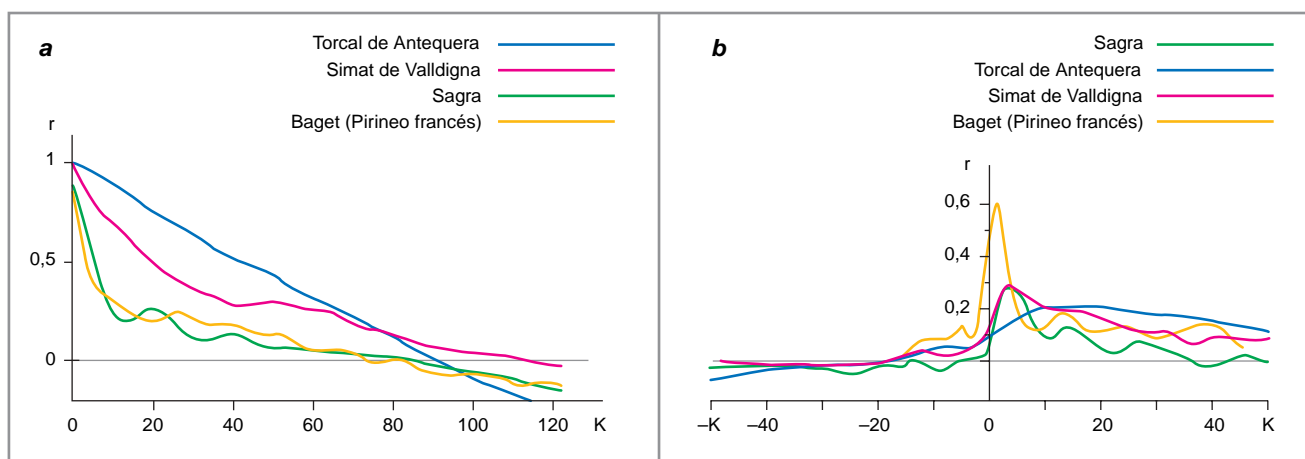 a
Torcal de Antequera
Simat de Valldigna
Sagra
Baget (Pirineo francés)
r
1
0,5
0
0 20 40 60 80 100 120 K
b
Sagra
Torcal de Antequera
Simat de Valldigna
Baget (Pirineo francés)
r
0,6
0,4
0,2
–K –40 –20 0 20 40 K